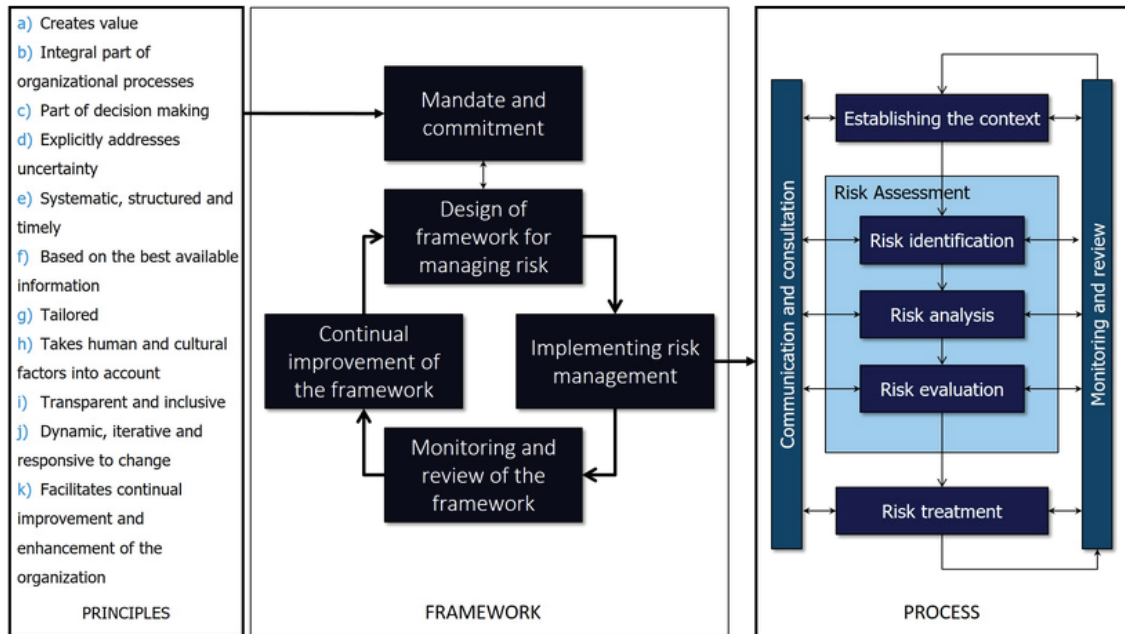 a) Creates value
b) Integral part of
organizational processes
c) Part of decision making
d) Explicitly addresses
uncertainty
e) Systematic, structured and
timely
f) Based on the best available
information
g) Tailored
h) Takes human and cultural
factors into account
i) Transparent and inclusive
j) Dynamic, iterative and
responsive to change
k) Facilitates continual
improvement and
enhancement of the
organization
PRINCIPLES
Mandate and
commitment
Design of
framework for
managing risk
Continual
improvement of
the framework
Implementing risk
management
Monitoring and
review of the
framework
FRAMEWORK
Communication and consultation
Establishing the context
Risk Assessment
Risk identification
Risk analysis
Risk evaluation
Risk treatment
Monitoring and review
PROCESS